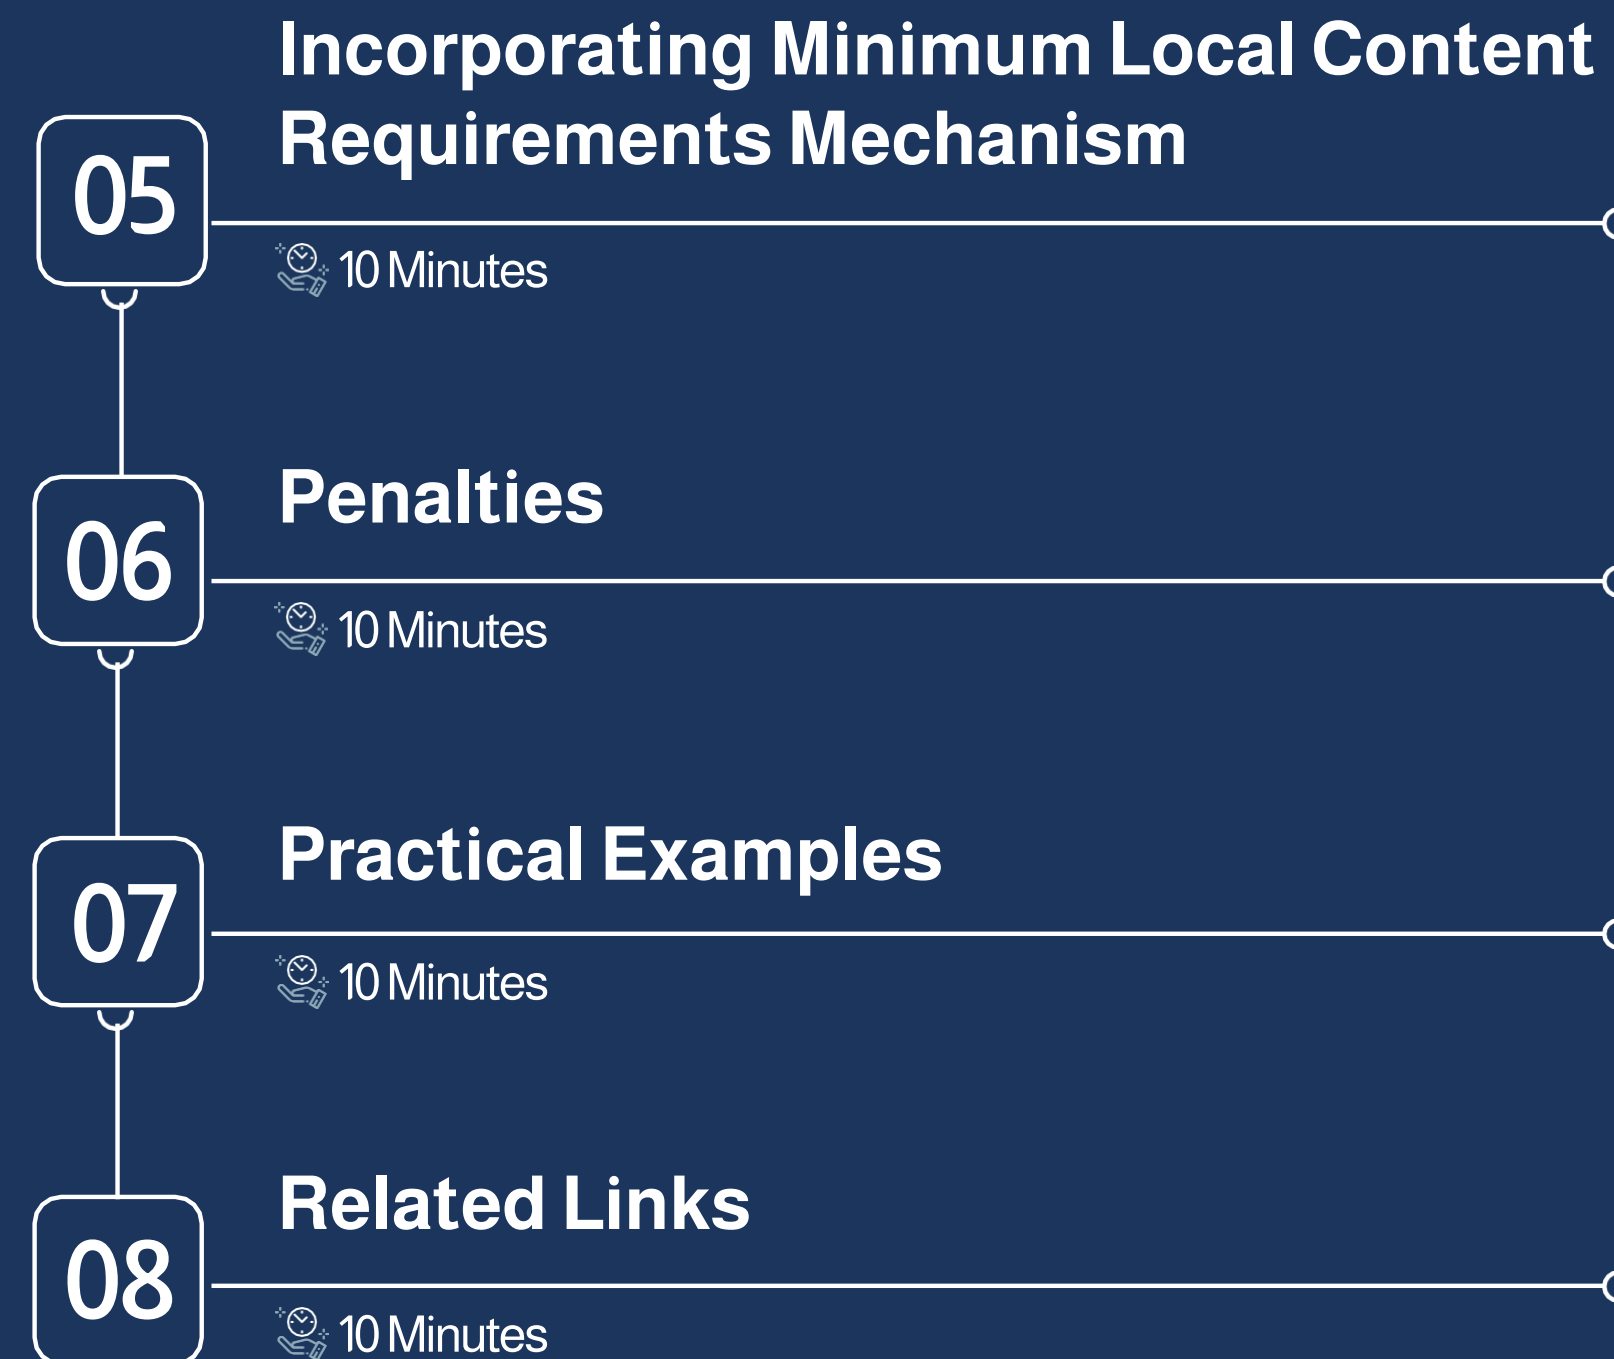 Incorporating Minimum Local Content
Requirements Mechanism
05
10 Minutes
Penalties
06
10 Minutes
Practical Examples
07
10 Minutes
Related Links
08
10 Minutes